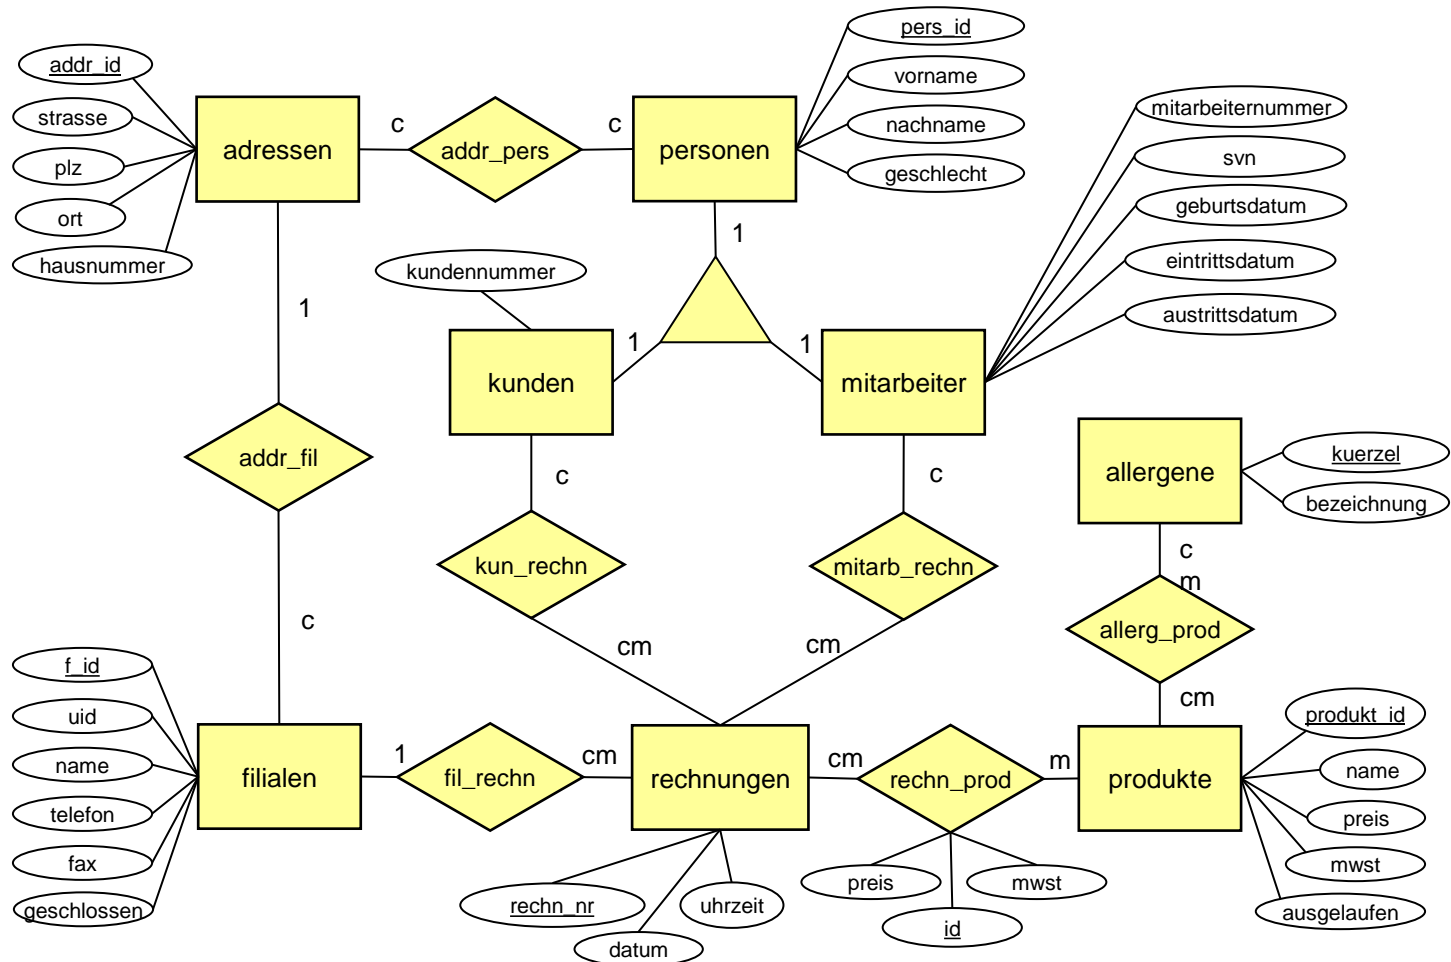 pers_id
addr_id
vorname
mitarbeiternummer
strasse
c
c
nachname
adressen
addr_pers
personen
svn
plz
geschlecht
geburtsdatum
ort
1
hausnummer
kundennummer
eintrittsdatum
1
austrittsdatum
1
1
kunden
mitarbeiter
addr_fil
c
c
allergene
kuerzel
bezeichnung
kun_rechn
mitarb_rechn
c
m
c
allerg_prod
cm
cm
f_id
cm
produkt_id
uid
1
cm
cm
m
name
name
filialen
fil_rechn
rechnungen
rechn_prod
produkte
telefon
preis
fax
mwst
preis
mwst
geschlossen
rechn_nr
uhrzeit
ausgelaufen
id
datum